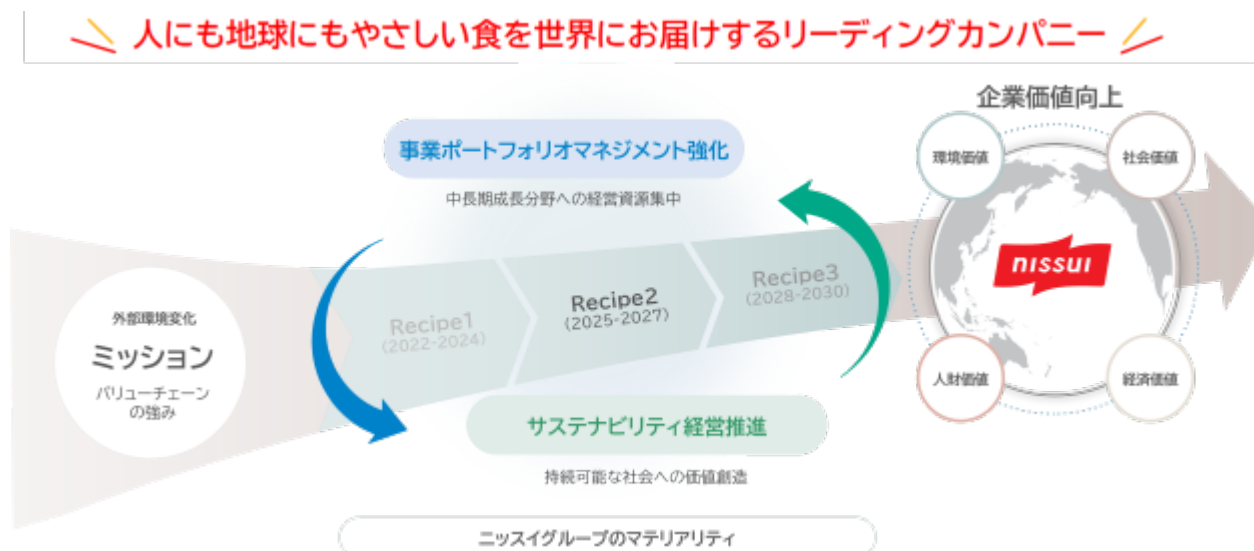 人にも地球にもやさしい食を世界にお届けするリーディングカンパニー
企業価値向上
事業ポートフォリオマネジメント強化
中長期成長分野への経営資源集中
環境価値
社会価値
nissui
外部環境変化
ミッション
バリューチェーン
の強み
Recipe1
(2022-2024)
Recipe2
(2025-2027)
Recipe3
(2028-2030)
人財価値
経済価値
サステナビリティ経営推進
持続可能な社会への価値創造
ニッスイグループのマテリアリティ